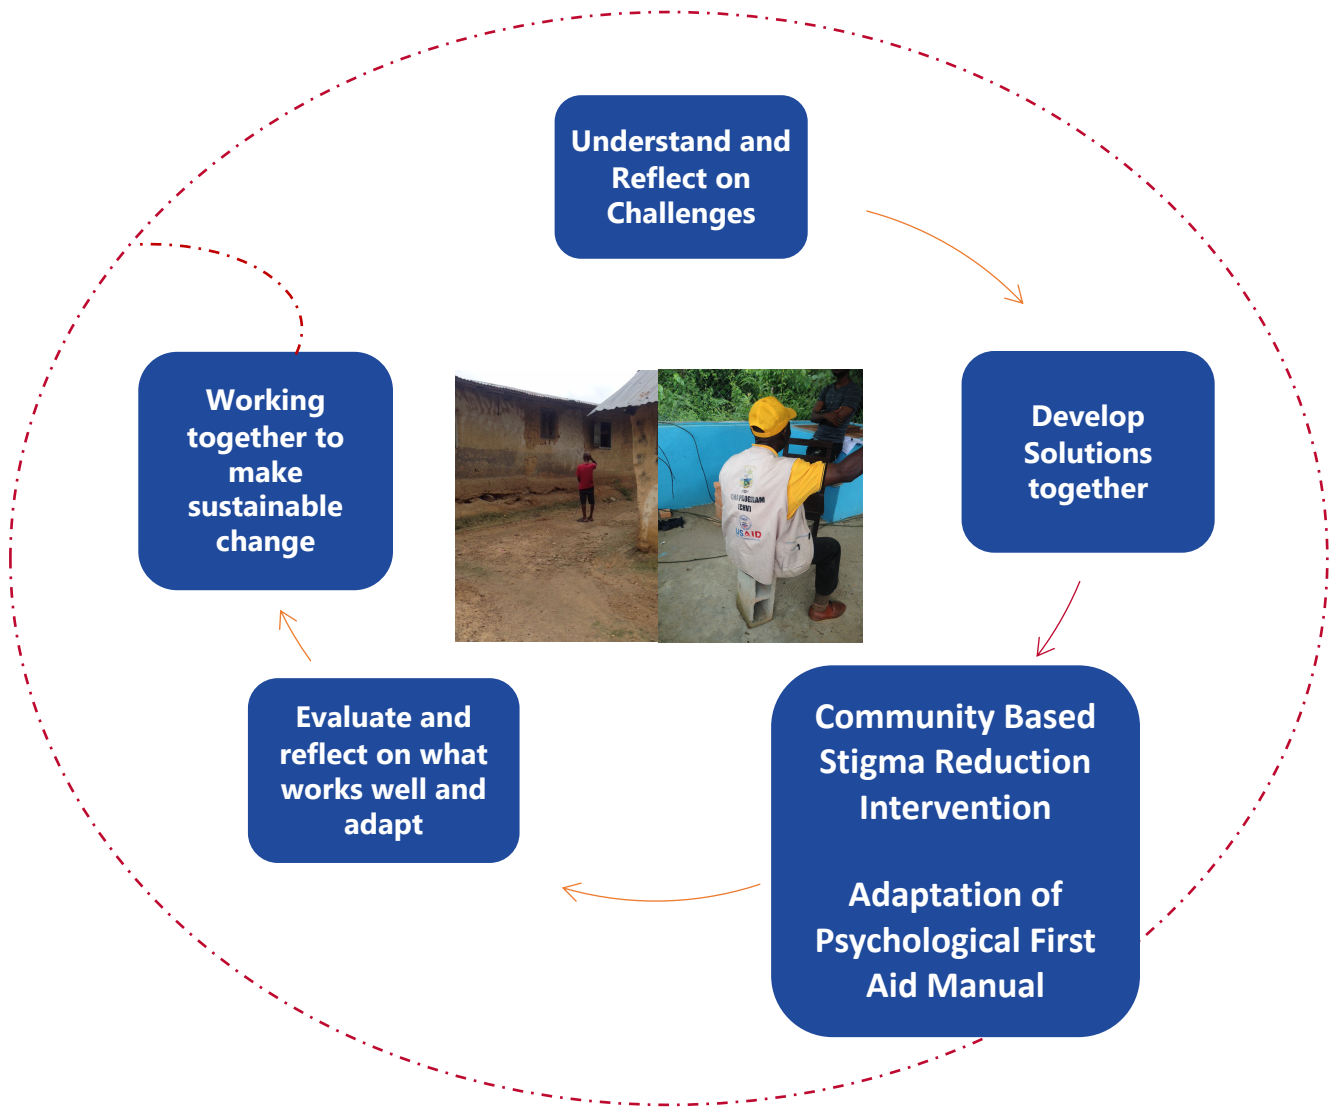 Understand and
Reflect on
Challenges
Develop
Solutions
together
Community Based
Stigma Reduction
Intervention
Adaptation of
Psychological First
Aid Manual
Evaluate and
reflect on what
works well and
adapt
Working
together to
make
sustainable
change
(CHV)
USAID